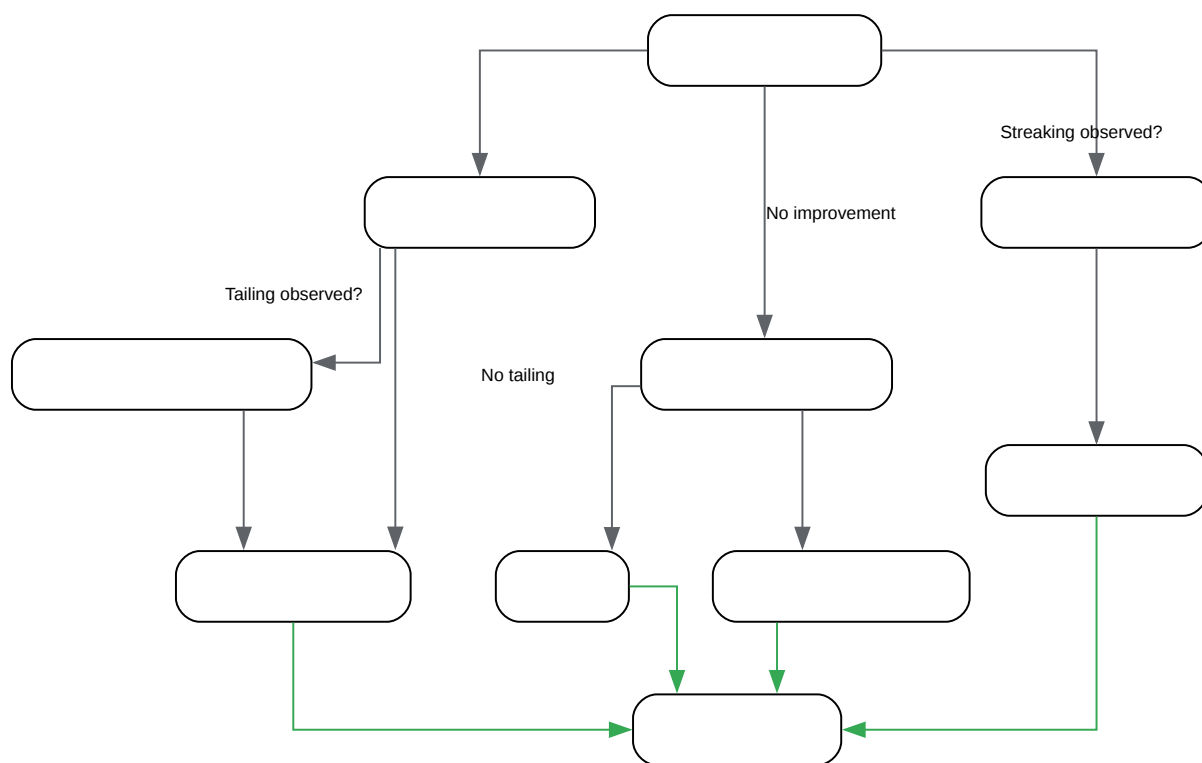 Streaking observed?
No improvement
Tailing observed?
No tailing